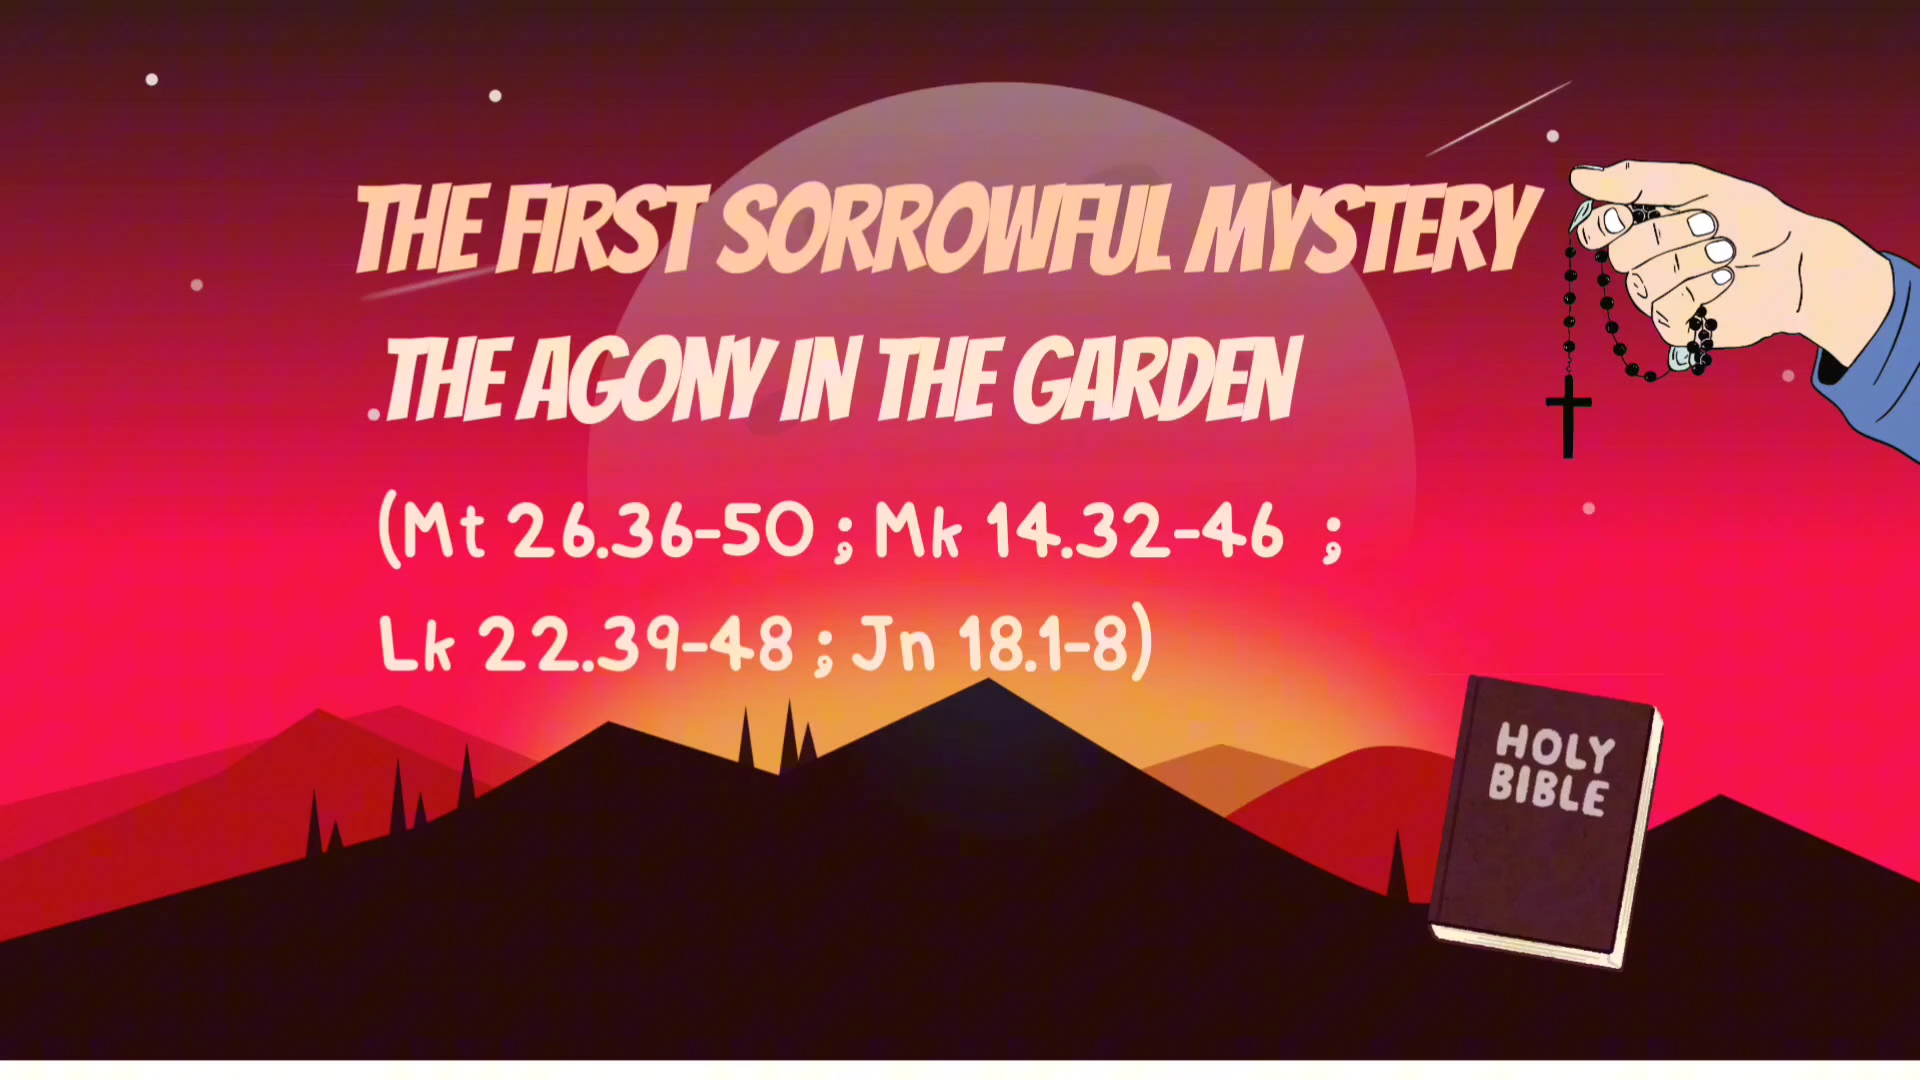 THE FIRST SORROWFUL MYSTERY
THE AGONY IN THE GARDEN
(Mt 26.36-50 ; Mk 14.32-46 ;
Lk 22.39-48 ; Jn 18.1-8)
HOLY
BIBLE